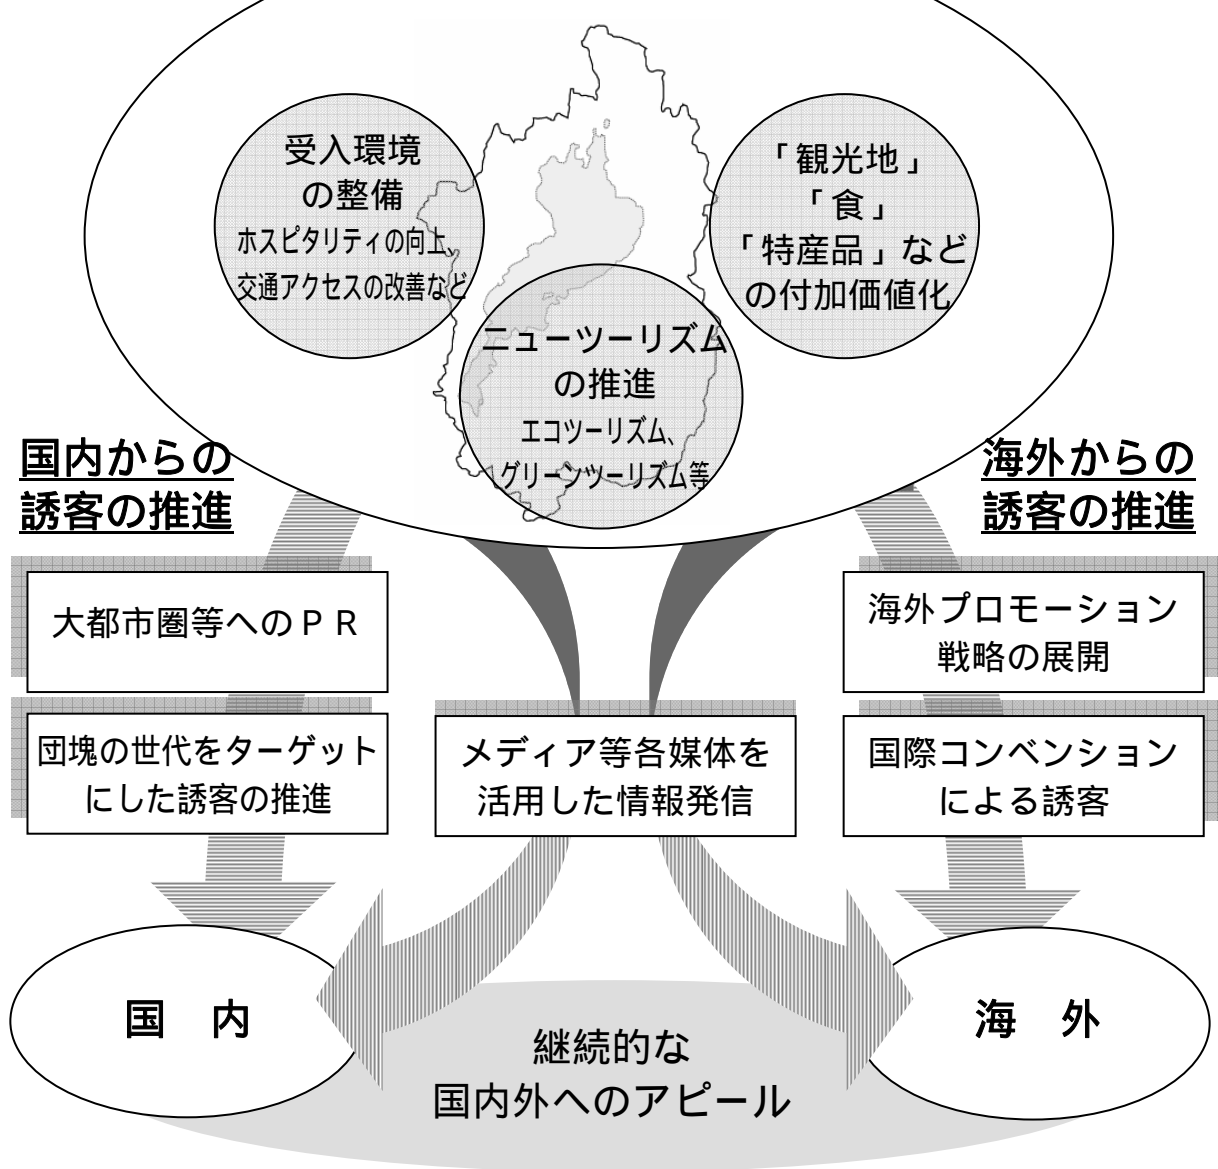 受入環境
の整備
ホスピタリティの向上、
交通アクセスの改善など
「観光地」
「食」
「特産品」など
の付加価値化
ニューツーリズム
の推進
エコツーリズム、
グリーンツーリズム等
国内からの
誘客の推進
海外からの
誘客の推進
大都市圏等へのＰＲ
団塊の世代をターゲット
にした誘客の推進
メディア等各媒体を
活用した情報発信
海外プロモーション
戦略の展開
国際コンベンション
による誘客
国　内
海　外
継続的な
国内外へのアピール